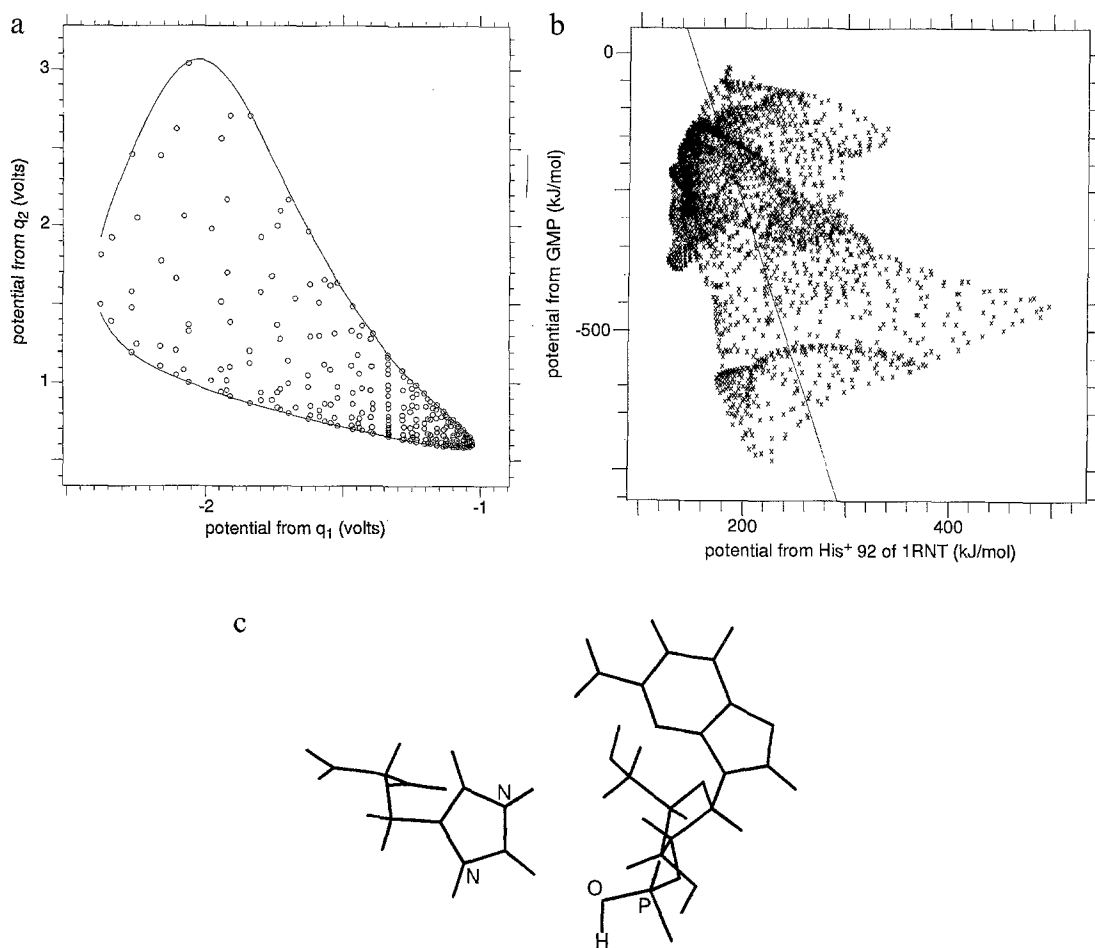 a
3
2
1
potential from q2 (volts)
-2
-1
potential from q1 (volts)
b
0
-500
potential from GMP (kJ/mol)
200
400
potential from His+ 92 of 1RNT (kJ/mol)
c
N
N
O
P
H